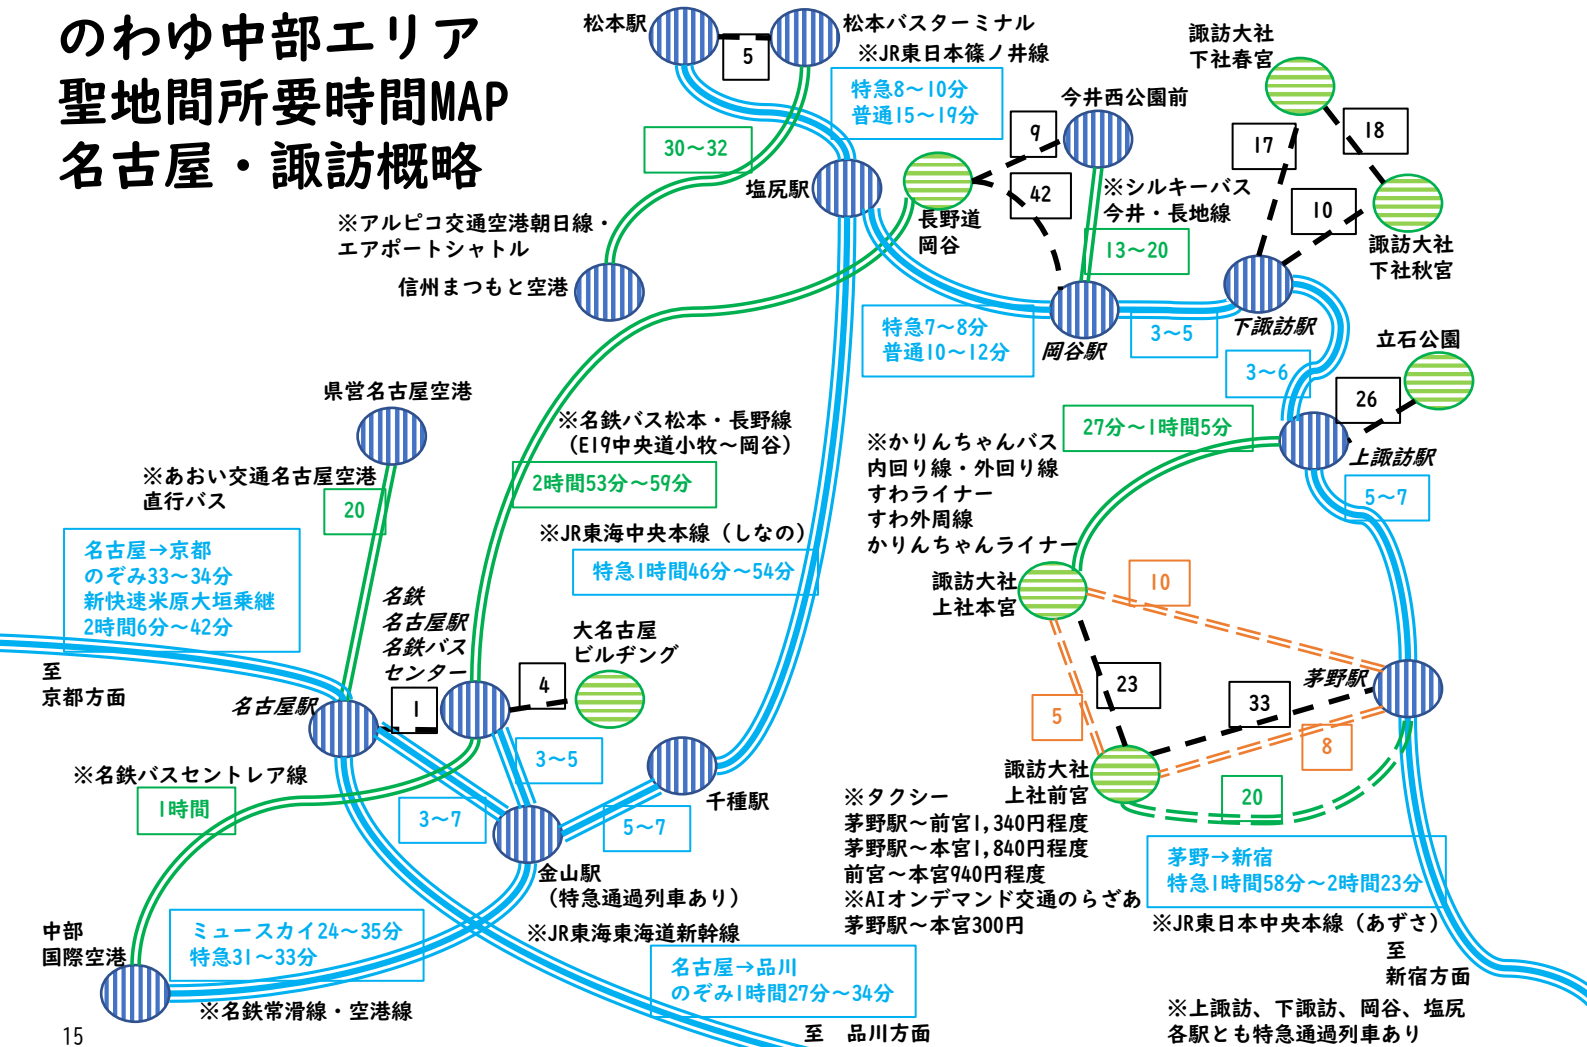 のわゆ中部エリア
聖地間所要時間MAP
名古屋・諏訪概略
松本駅
5
松本バスターミナル
※JR東日本篠ノ井線
特急8～10分
普通15～19分
諏訪大社
下社春宮
今井西公園前
9
17
18
30～32
塩尻駅
42
※シルキーバス
今井・長地線
10
長野道
岡谷
13～20
諏訪大社
下社秋宮
※アルピコ交通空港朝日線・
エアポートシャトル
信州まつもと空港
特急7～8分
普通10～12分
岡谷駅
3～5
下諏訪駅
立石公園
3～6
26
県営名古屋空港
※名鉄バス松本・長野線
（E19中央道小牧～岡谷）
2時間53分～59分
27分～1時間5分
上諏訪駅
※かりんちゃんバス
内回り線・外回り線
すわライナー
すわ外周線
かりんちゃんライナー
※あおい交通名古屋空港
直行バス
20
5～7
※JR東海中央本線（しなの）
特急1時間46分～54分
名古屋→京都
のぞみ33～34分
新快速米原大垣乗継
2時間6分～42分
至
京都方面
名鉄
名古屋駅
名鉄バス
センター
大名古屋
ビルヂング
4
諏訪大社
上社本宮
10
名古屋駅
1
23
5
33
茅野駅
8
3～5
※名鉄バスセントレア線
1時間
3～7
千種駅
5～7
諏訪大社
上社前宮
20
金山駅
（特急通過列車あり）
※タクシー
茅野駅～前宮1,340円程度
茅野駅～本宮1,840円程度
前宮～本宮940円程度
※AIオンデマンド交通のらざあ
茅野駅～本宮300円
茅野→新宿
特急1時間58分～2時間23分
※JR東日本中央本線（あずさ）
至
新宿方面
中部
国際空港
ミュースカイ24～35分
特急31～33分
※名鉄常滑線・空港線
※JR東海東海道新幹線
名古屋→品川
のぞみ1時間27分～34分
至　品川方面
※上諏訪、下諏訪、岡谷、塩尻
各駅とも特急通過列車あり
15